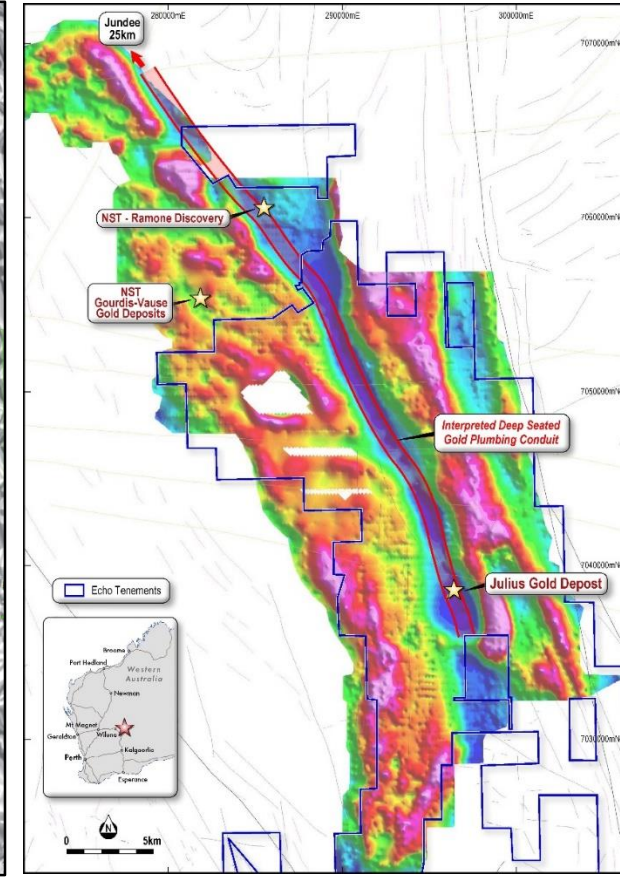 280000mE
290000mE
300000mE
Jundee
25km
7070000mN
NST - Ramone Discovery
7060000mN
NST
Gourdis-Vause
Gold Deposits
7050000mN
Interpreted Deep Seated
Gold Plumbing Conduit
7040000mN
Julius Gold Depost
Echo Tenements
Broome
Port Hedland
Western
Australia
Newman
Mt Magnet
Wiluna
Geraldton
Kalgoorlie
Perth
Esperance
7030000mN
N
0
5km